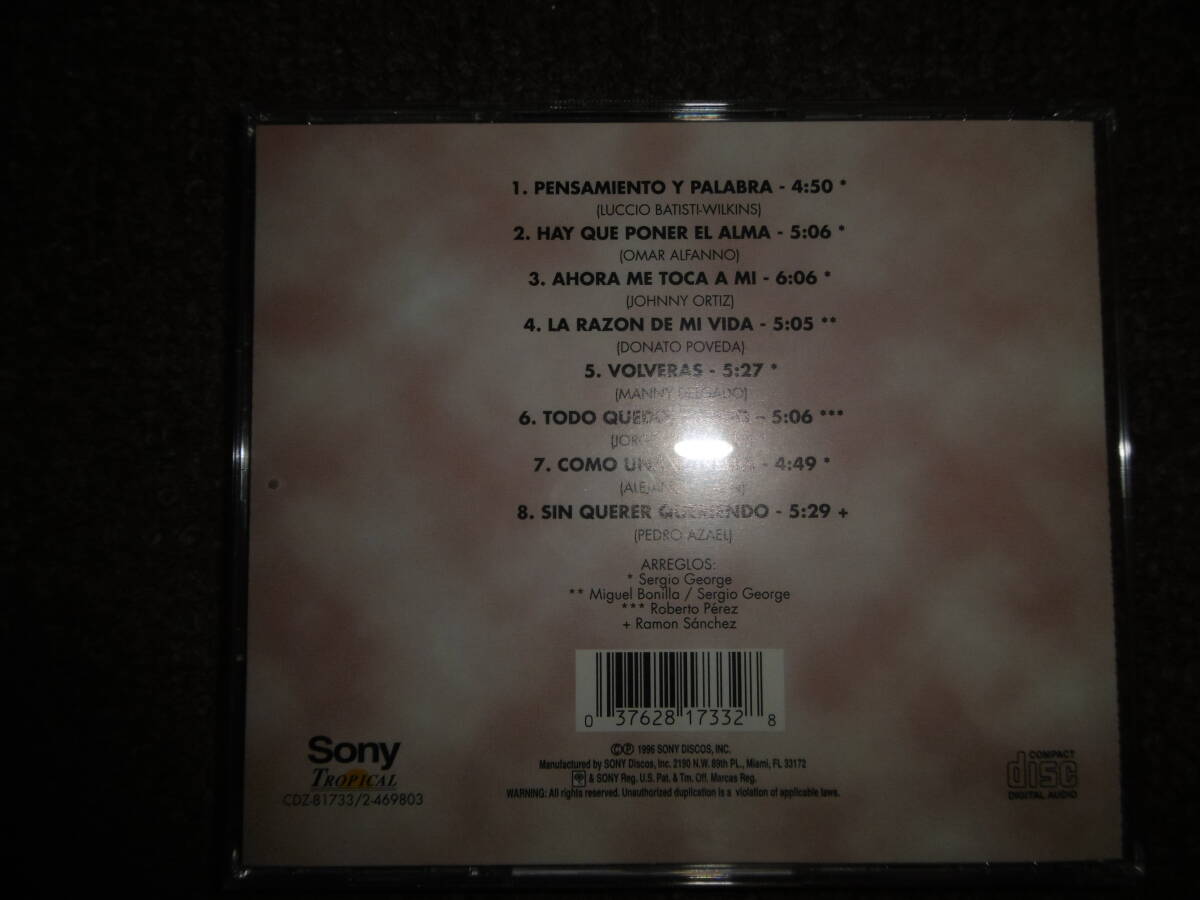 1. PENSAMIENTO Y PALABRA - 4:50 *
(LUCCIO BATISTI-WILKINS)
2. HAY QUE PONER EL ALMA - 5:06 *
(OMAR ALFANNO)
3. AHORA ME TOCA A MI - 6:06 *
(JOHNNY ORTIZ)
4. LA RAZON DE MI VIDA - 5:05 **
(DONATO POVEDA)
5. VOLVERAS - 5:27 *
(MANNY DELGADO)
6. TODO - 5:06 ***
7. COMO - 4:49 *
8. SIN QUERER QUERIENDO - 5:29 +
(PEDRO AZAEL)
ARREGLOS:
* Sergio George
** Miguel Bonilla / Sergio George
*** Roberto Pérez
+ Ramon Sánchez
0 37628 17332 8
©℗ 1996 SONY DISCOS, INC.
Manufactured by SONY Discos, Inc. 2190 N.W. 89th PL., Miami, FL 33172
& SONY Reg. U.S. Pat. & Tm. Off. Marcas Reg.
WARNING: All rights reserved. Unauthorized duplication is a violation of applicable laws.
Sony
TROPICAL
CDZ-81733/2-469803
COMPACT
disc
DIGITAL AUDIO